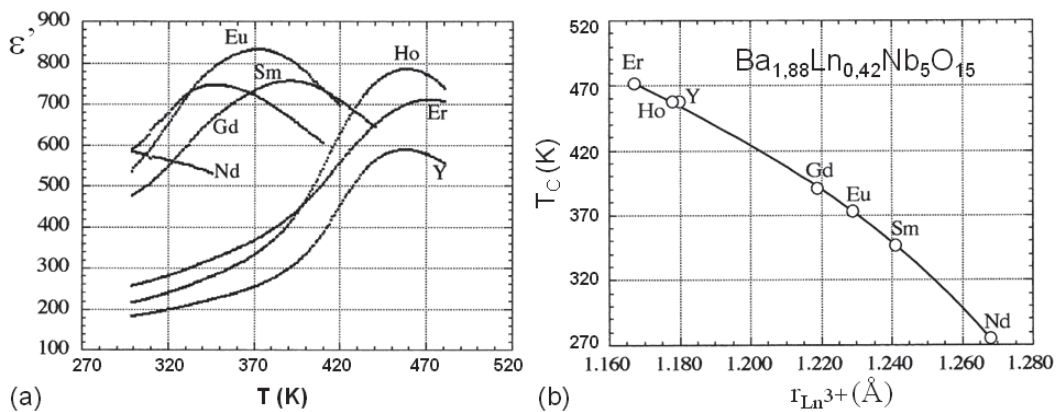 ε'
900
800
700
600
500
400
300
200
100
Eu
Sm
Ho
Gd
Er
Nd
Y
270 320 370 420 470 520
(a) T (K)
T_C (K)
520
470
420
370
320
270
Ba1,88Ln0,42Nb5O15
Er
Ho Y
Gd
Eu
Sm
Nd
1.160 1.180 1.200 1.220 1.240 1.260 1.280
(b) rLn3+ (Å)